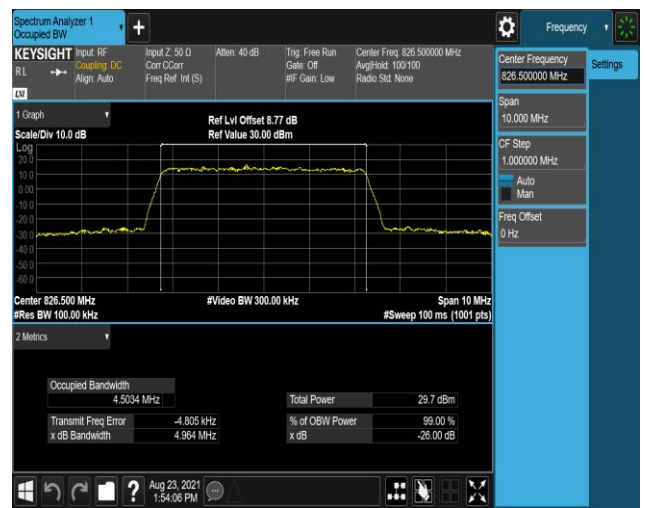 Spectrum Analyzer 1
Occupied BW
+
Frequency
KEYSIGHT
RL
LXI
Input: RF
Coupling: DC
Align: Auto
Input Z: 50 Ω
Corr CCorr
Freq Ref: Int (S)
Atten: 40 dB
Trig: Free Run
Gate: Off
#IF Gain: Low
Center Freq: 826.500000 MHz
Avg|Hold: 100/100
Radio Std: None
Center Frequency
826.500000 MHz
Settings
Span
10.000 MHz
CF Step
1.000000 MHz
Auto
Man
Freq Offset
0 Hz
1 Graph
Scale/Div 10.0 dB
Ref Lvl Offset 8.77 dB
Ref Value 30.00 dBm
Log
20.0
10.0
0.00
-10.0
-20.0
-30.0
-40.0
-50.0
-60.0
Center 826.500 MHz
#Video BW 300.00 kHz
Span 10 MHz
#Res BW 100.00 kHz
#Sweep 100 ms (1001 pts)
2 Metrics
Occupied Bandwidth
4.5034 MHz
Total Power 29.7 dBm
Transmit Freq Error -4.805 kHz
% of OBW Power 99.00 %
x dB Bandwidth 4.964 MHz
x dB -26.00 dB
?
Aug 23, 2021
1:54:06 PM